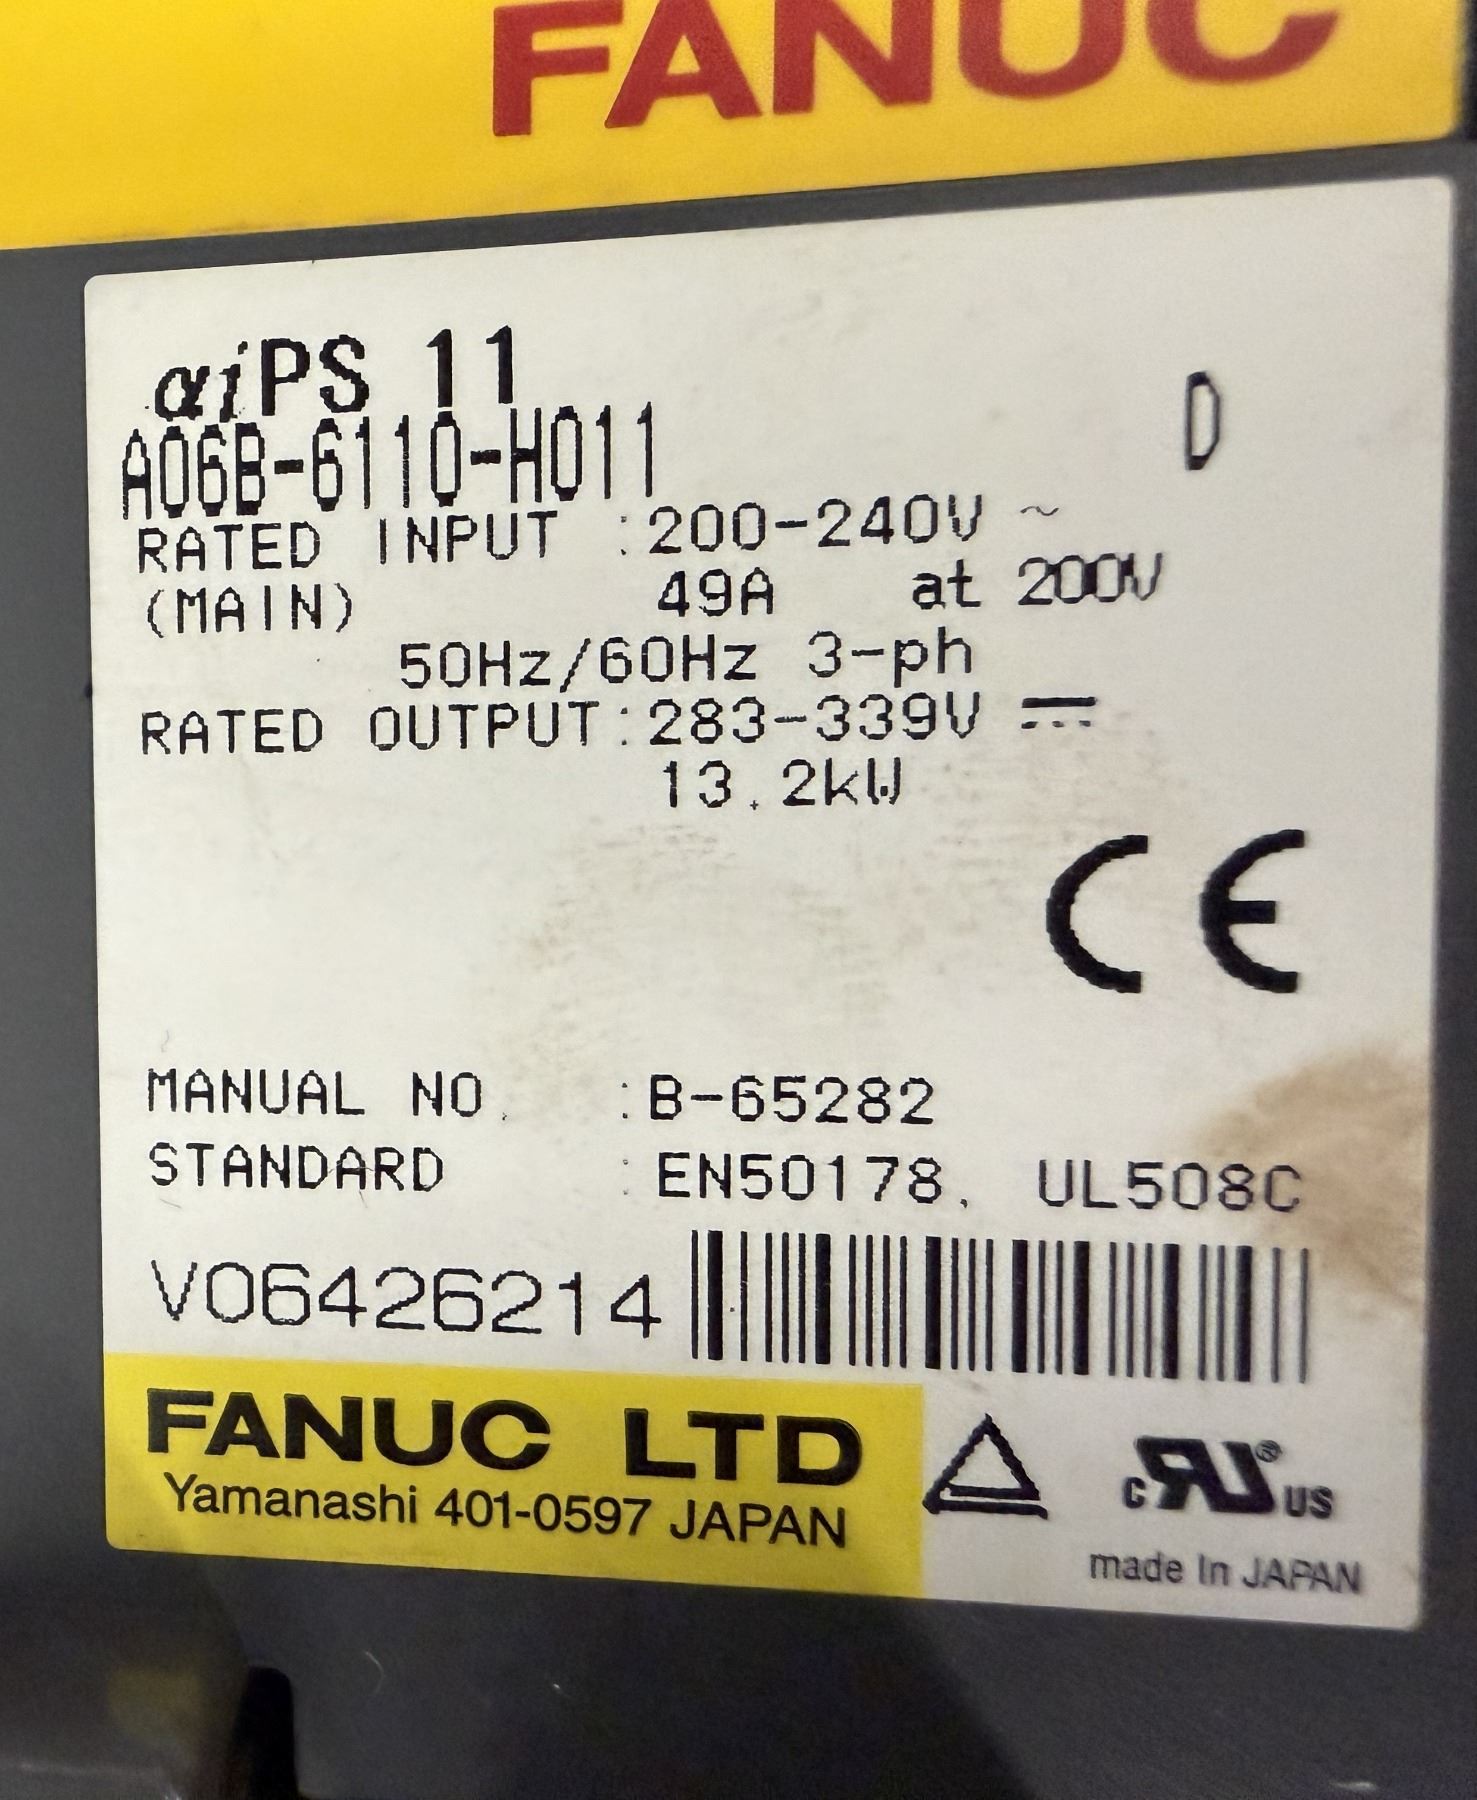 FANUC
αiPS 11
A06B-6110-H011 D
RATED INPUT :200-240V ~
(MAIN) 49A at 200V
50Hz/60Hz 3-ph
RATED OUTPUT:283-339V ⎓
13.2kW
CE
MANUAL NO. :B-65282
STANDARD :EN50178, UL508C
V06426214
FANUC LTD
Yamanashi 401-0597 JAPAN
c RU ® US
made In JAPAN